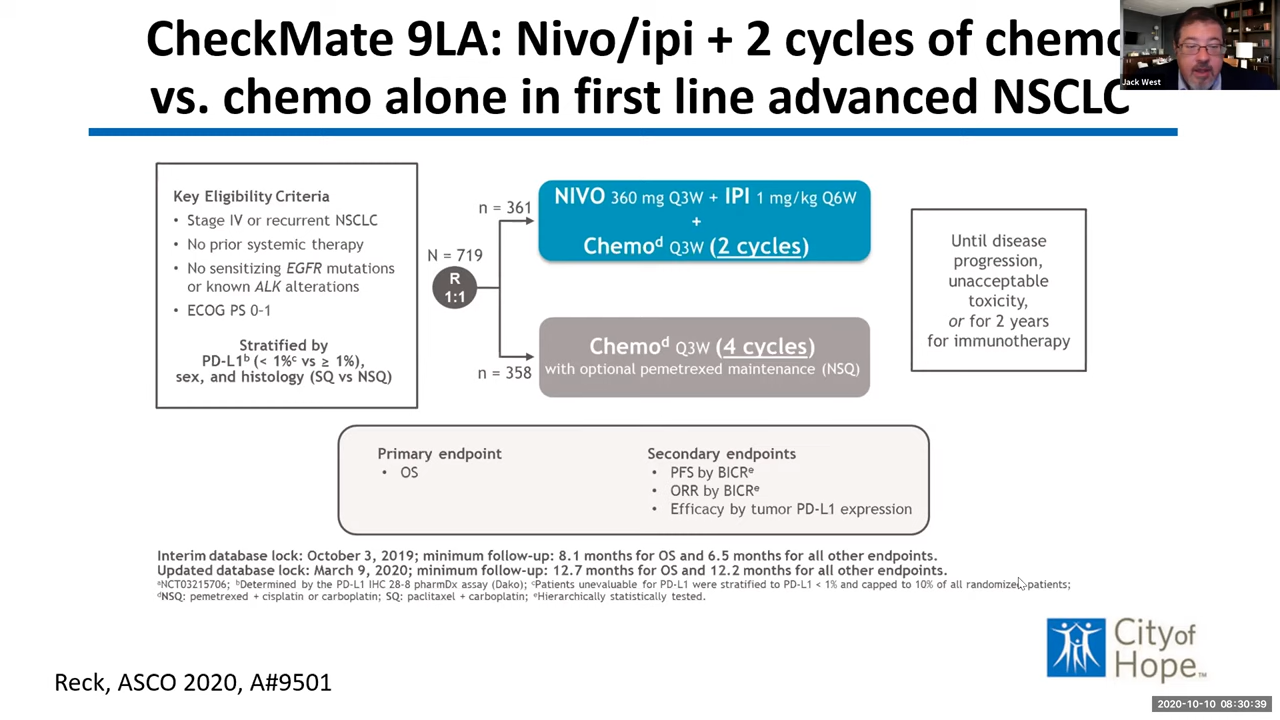 CheckMate 9LA: Nivo/ipi + 2 cycles of chemo
vs. chemo alone in first line advanced NSCLC
Jack West
Key Eligibility Criteria
• Stage IV or recurrent NSCLC
• No prior systemic therapy
• No sensitizing EGFR mutations
or known ALK alterations
• ECOG PS 0–1
Stratified by
PD-L1ᵇ (< 1%ᶜ vs ≥ 1%),
sex, and histology (SQ vs NSQ)
N = 719
R
1:1
n = 361
NIVO 360 mg Q3W + IPI 1 mg/kg Q6W
+
Chemoᵈ Q3W (2 cycles)
n = 358
Chemoᵈ Q3W (4 cycles)
with optional pemetrexed maintenance (NSQ)
Until disease
progression,
unacceptable
toxicity,
or for 2 years
for immunotherapy
Primary endpoint
• OS
Secondary endpoints
• PFS by BICRᵉ
• ORR by BICRᵉ
• Efficacy by tumor PD-L1 expression
Interim database lock: October 3, 2019; minimum follow-up: 8.1 months for OS and 6.5 months for all other endpoints.
Updated database lock: March 9, 2020; minimum follow-up: 12.7 months for OS and 12.2 months for all other endpoints.
ᵃNCT03215706; ᵇDetermined by the PD-L1 IHC 28-8 pharmDx assay (Dako); ᶜPatients unevaluable for PD-L1 were stratified to PD-L1 < 1% and capped to 10% of all randomized patients;
ᵈNSQ: pemetrexed + cisplatin or carboplatin; SQ: paclitaxel + carboplatin; ᵉHierarchically statistically tested.
City of
Hope™
Reck, ASCO 2020, A#9501
2020-10-10 08:30:39